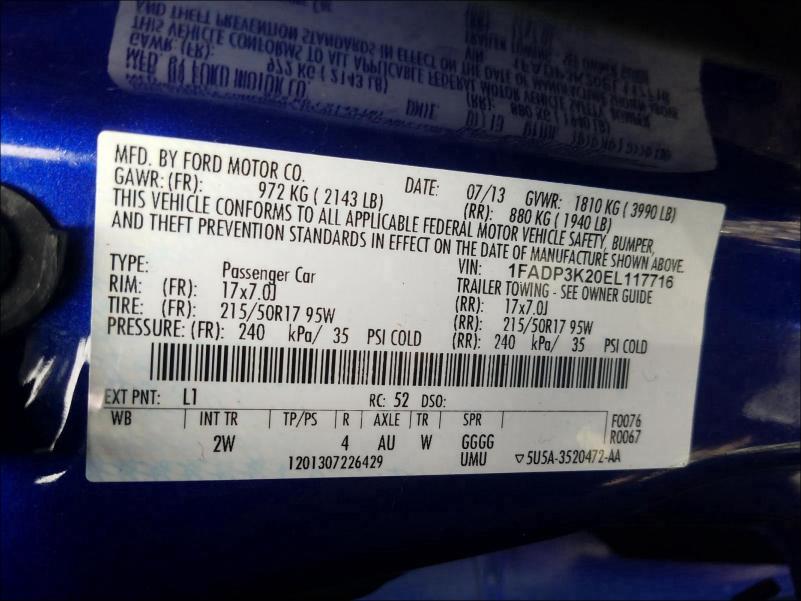 MFD. BY FORD MOTOR CO. DATE: 07/13 GVWR: 1810 KG ( 3990 LB)
GAWR: (FR): 972 KG ( 2143 LB) (RR): 880 KG ( 1940 LB)
THIS VEHICLE CONFORMS TO ALL APPLICABLE FEDERAL MOTOR VEHICLE SAFETY, BUMPER,
AND THEFT PREVENTION STANDARDS IN EFFECT ON THE DATE OF MANUFACTURE SHOWN ABOVE.
VIN: 1FADP3K20EL117716
TYPE: Passenger Car TRAILER TOWING - SEE OWNER GUIDE
RIM: (FR): 17x7.0J (RR): 17x7.0J
TIRE: (FR): 215/50R17 95W (RR): 215/50R17 95W
PRESSURE: (FR): 240 kPa/ 35 PSI COLD (RR): 240 kPa/ 35 PSI COLD
EXT PNT: L1 RC: 52 DSO:
WB INT TR TP/PS R AXLE TR SPR F0076
2W 4 AU W GGGG R0067
1201307226429 UMU ▽5U5A-3520472-AA